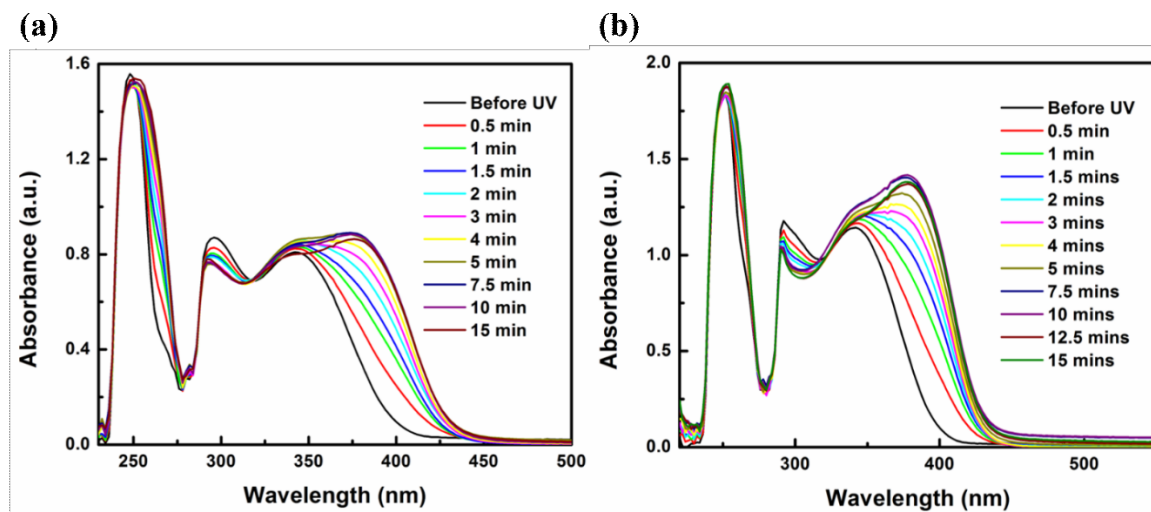 (a)
(b)
1.6
1.2
0.8
0.4
0.0
Absorbance (a.u.)
250
300
350
400
450
500
Wavelength (nm)
Before UV
0.5 min
1 min
1.5 min
2 min
3 min
4 min
5 min
7.5 min
10 min
15 min
2.0
1.5
1.0
0.5
0.0
Absorbance (a.u.)
300
400
500
Wavelength (nm)
Before UV
0.5 min
1 min
1.5 mins
2 mins
3 mins
4 mins
5 mins
7.5 mins
10 mins
12.5 mins
15 mins